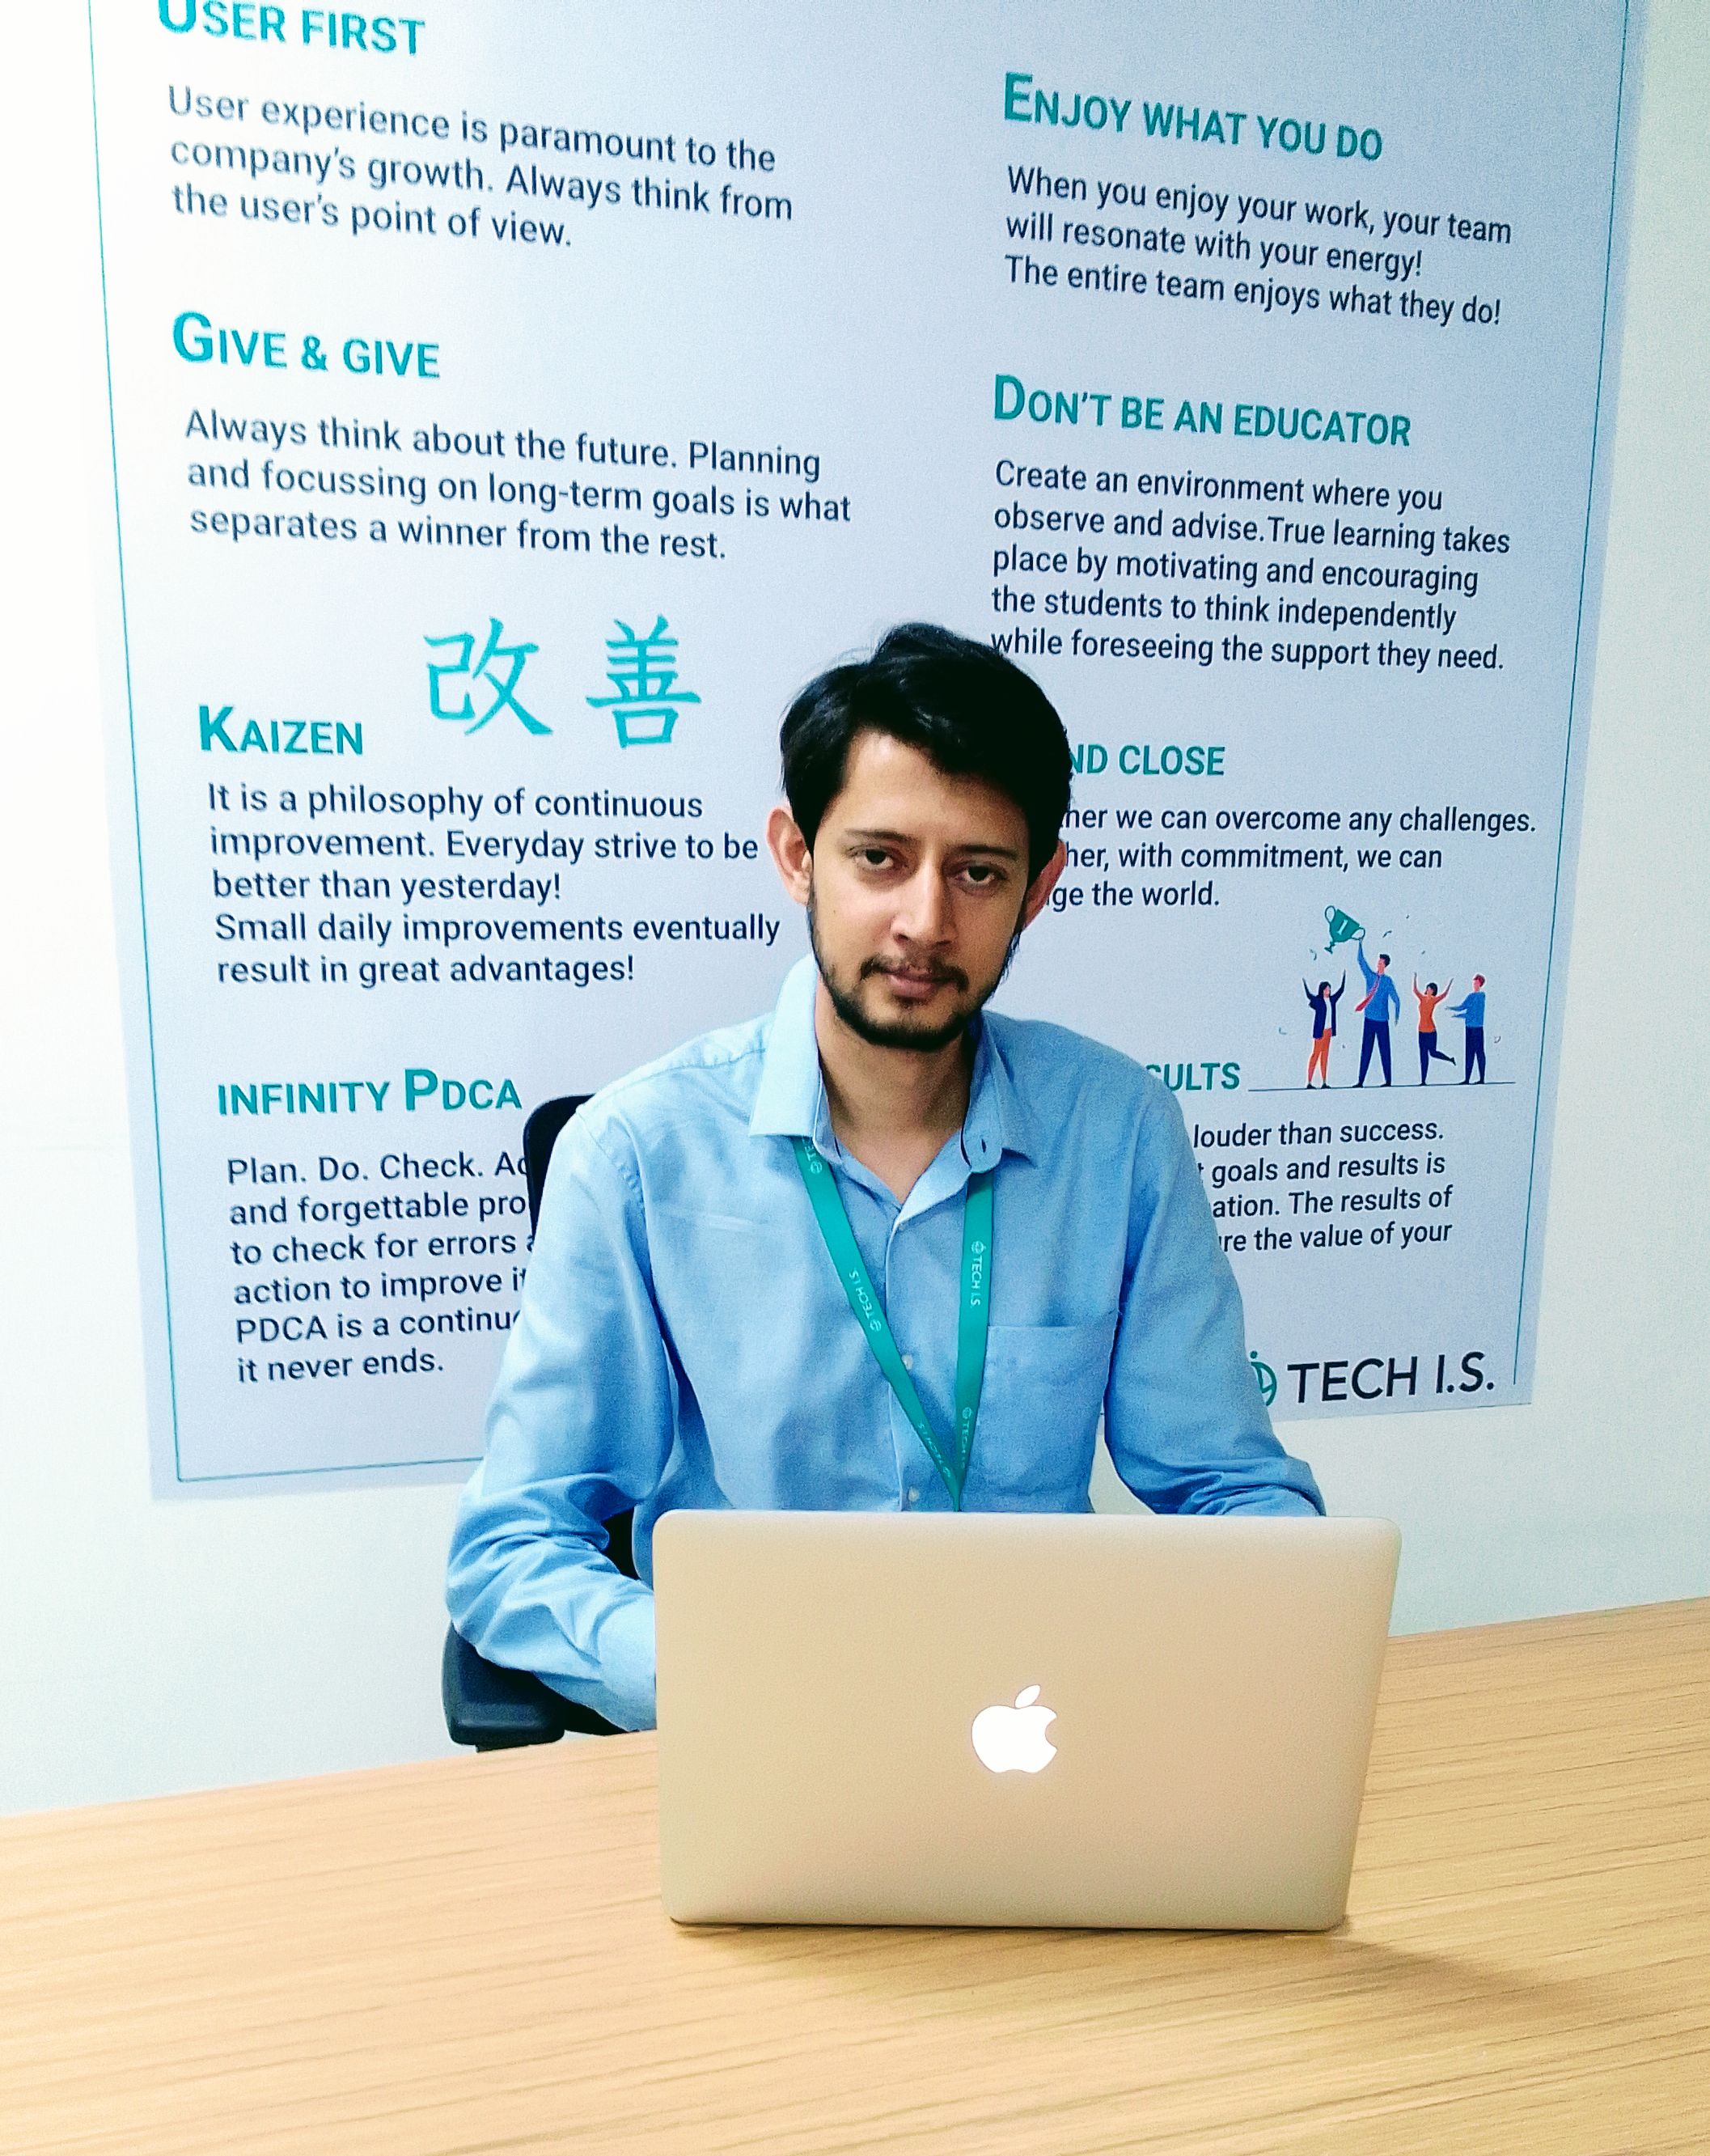 USER FIRST
User experience is paramount to the
company's growth. Always think from
the user's point of view.
GIVE & GIVE
Always think about the future. Planning
and focussing on long-term goals is what
separates a winner from the rest.
改善
KAIZEN
It is a philosophy of continuous
improvement. Everyday strive to be
better than yesterday!
Small daily improvements eventually
result in great advantages!
INFINITY PDCA
Plan. Do. Check.
and forgettable
to check for errors
action to improve
PDCA is a
it never ends.
ENJOY WHAT YOU DO
When you enjoy your work, your team
will resonate with your energy!
The entire team enjoys what they do!
DON'T BE AN EDUCATOR
Create an environment where you
observe and advise.True learning takes
place by motivating and encouraging
the students to think independently
while foreseeing the support they need.
CLOSE
we can overcome any challenges.
with commitment, we can
the world.
louder than success.
goals and results is
The results of
the value of your
TECH I.S.
TECH I.S
TECH I.S